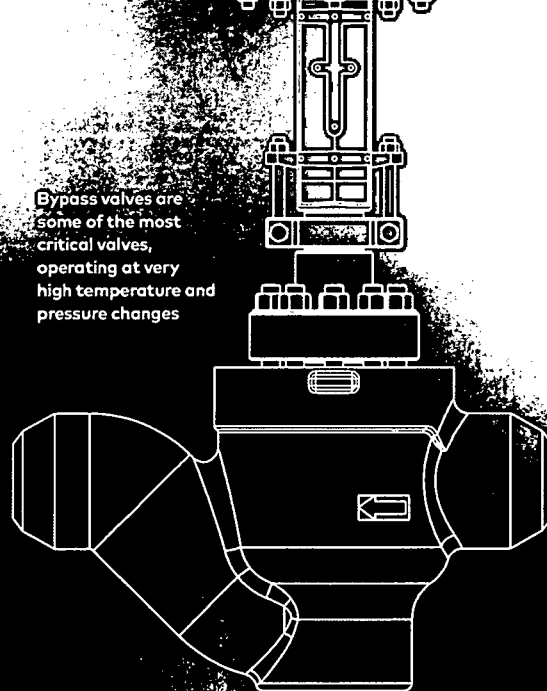 Bypass valves are
some of the most
critical valves,
operating at very
high temperature and
pressure changes